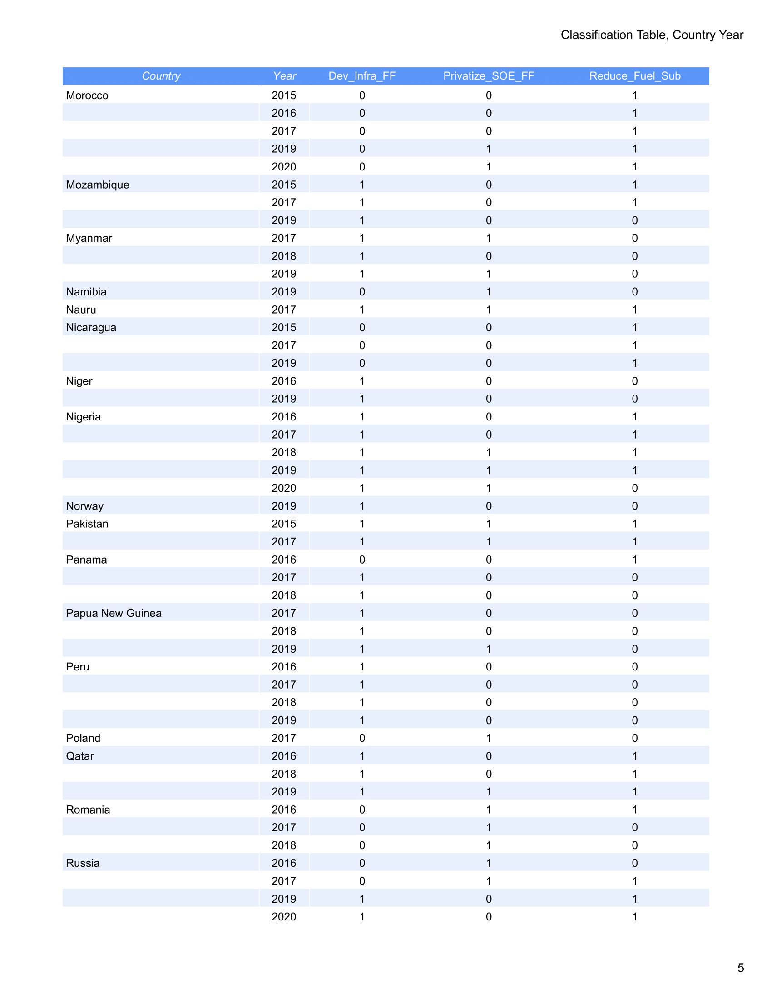 Classification Table, Country Year
Country Year Dev_Infra_FF Privatize_SOE_FF Reduce_Fuel_Sub
Morocco 2015 0 0 1
2016 0 0 1
2017 0 0 1
2019 0 1 1
2020 0 1 1
Mozambique 2015 1 0 1
2017 1 0 1
2019 1 0 0
Myanmar 2017 1 1 0
2018 1 0 0
2019 1 1 0
Namibia 2019 0 1 0
Nauru 2017 1 1 1
Nicaragua 2015 0 0 1
2017 0 0 1
2019 0 0 1
Niger 2016 1 0 0
2019 1 0 0
Nigeria 2016 1 0 1
2017 1 0 1
2018 1 1 1
2019 1 1 1
2020 1 1 0
Norway 2019 1 0 0
Pakistan 2015 1 1 1
2017 1 1 1
Panama 2016 0 0 1
2017 1 0 0
2018 1 0 0
Papua New Guinea 2017 1 0 0
2018 1 0 0
2019 1 1 0
Peru 2016 1 0 0
2017 1 0 0
2018 1 0 0
2019 1 0 0
Poland 2017 0 1 0
Qatar 2016 1 0 1
2018 1 0 1
2019 1 1 1
Romania 2016 0 1 1
2017 0 1 0
2018 0 1 0
Russia 2016 0 1 0
2017 0 1 1
2019 1 0 1
2020 1 0 1
5